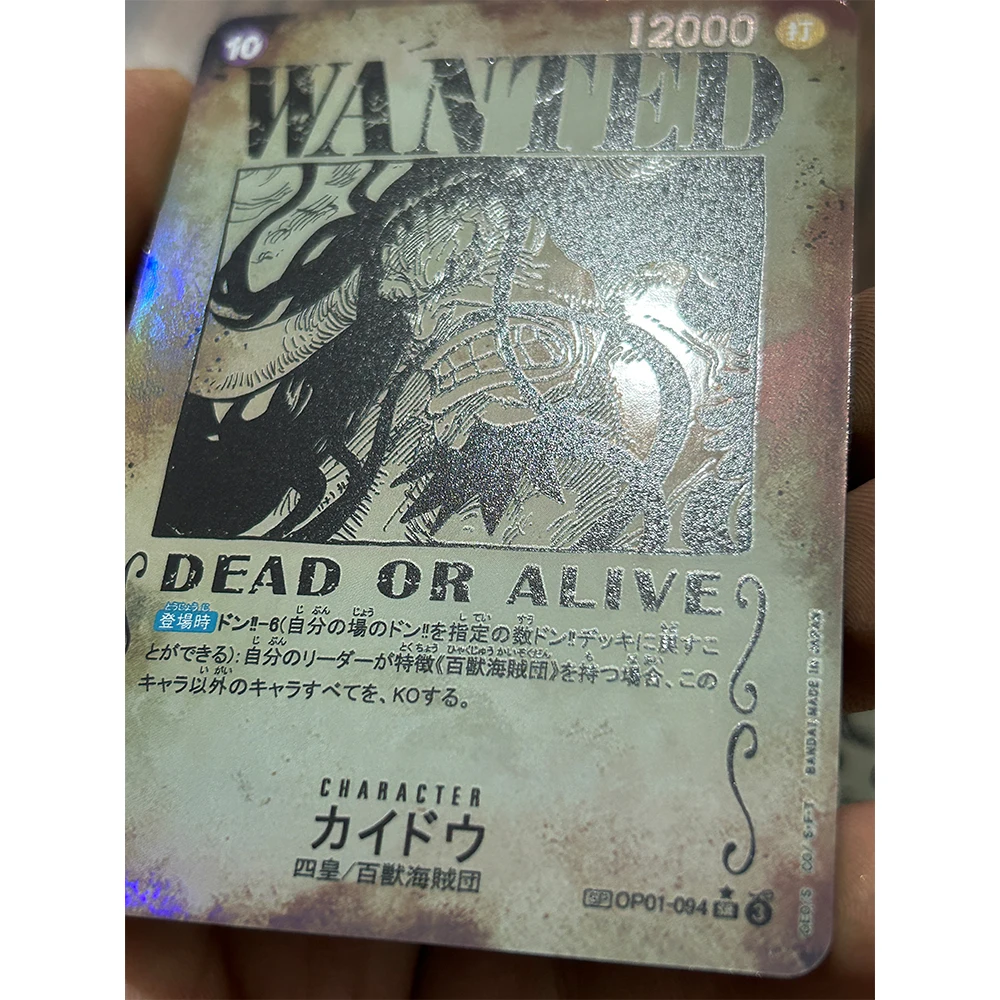 10
12000 打
WANTED
DEAD OR ALIVE
登場時 ドン!!-6(自分の場のドン!!を指定の数ドン!!デッキに戻すこ
とができる):自分のリーダーが特徴《百獣海賊団》を持つ場合、この
キャラ以外のキャラすべてを、KOする。
CHARACTER
カイドウ
四皇/百獣海賊団
SP OP01-094 SR 3
BANDAI MADE IN